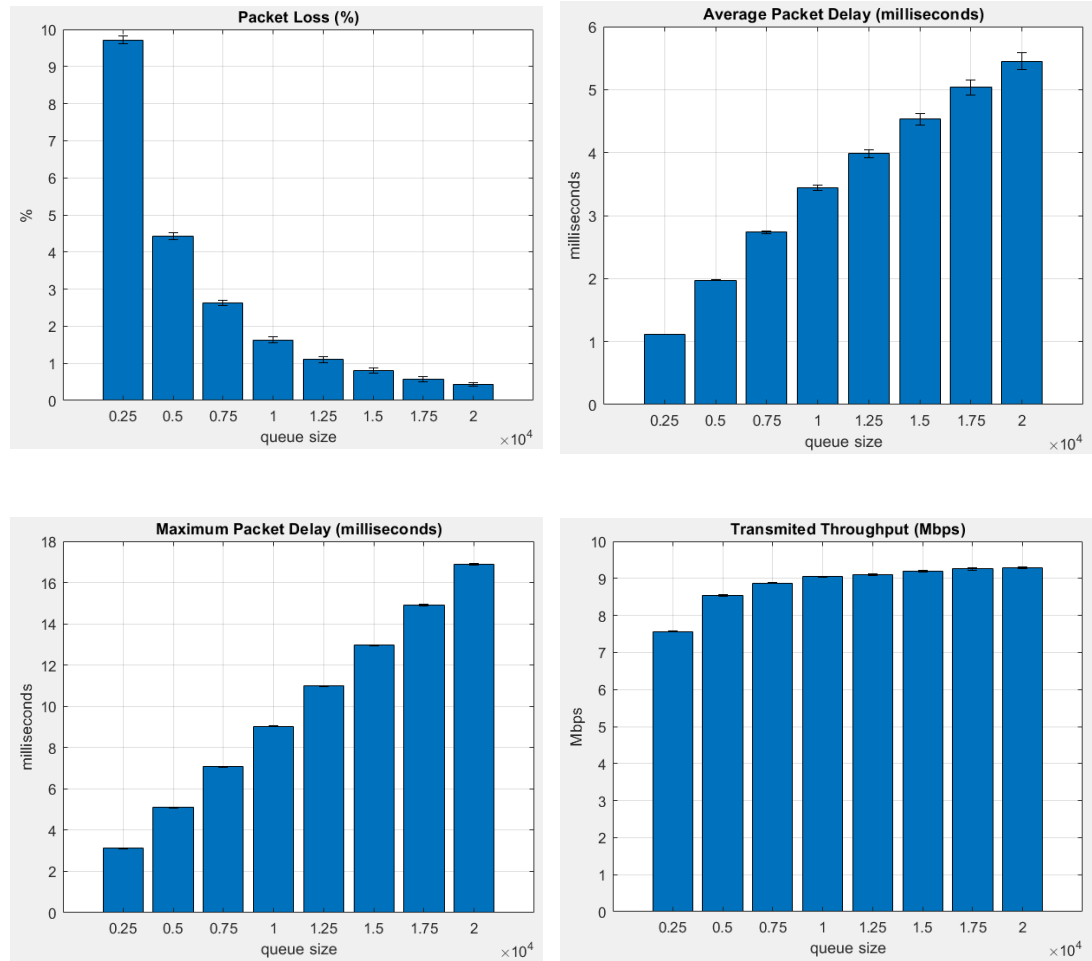 Packet Loss (%)
10
9
8
7
6
5
4
3
2
1
0
%
0.25 0.5 0.75 1 1.25 1.5 1.75 2
queue size
×10^4
Average Packet Delay (milliseconds)
6
5
4
3
2
1
0
milliseconds
0.25 0.5 0.75 1 1.25 1.5 1.75 2
queue size
×10^4
Maximum Packet Delay (milliseconds)
18
16
14
12
10
8
6
4
2
0
milliseconds
0.25 0.5 0.75 1 1.25 1.5 1.75 2
queue size
×10^4
Transmited Throughput (Mbps)
10
9
8
7
6
5
4
3
2
1
0
Mbps
0.25 0.5 0.75 1 1.25 1.5 1.75 2
queue size
×10^4